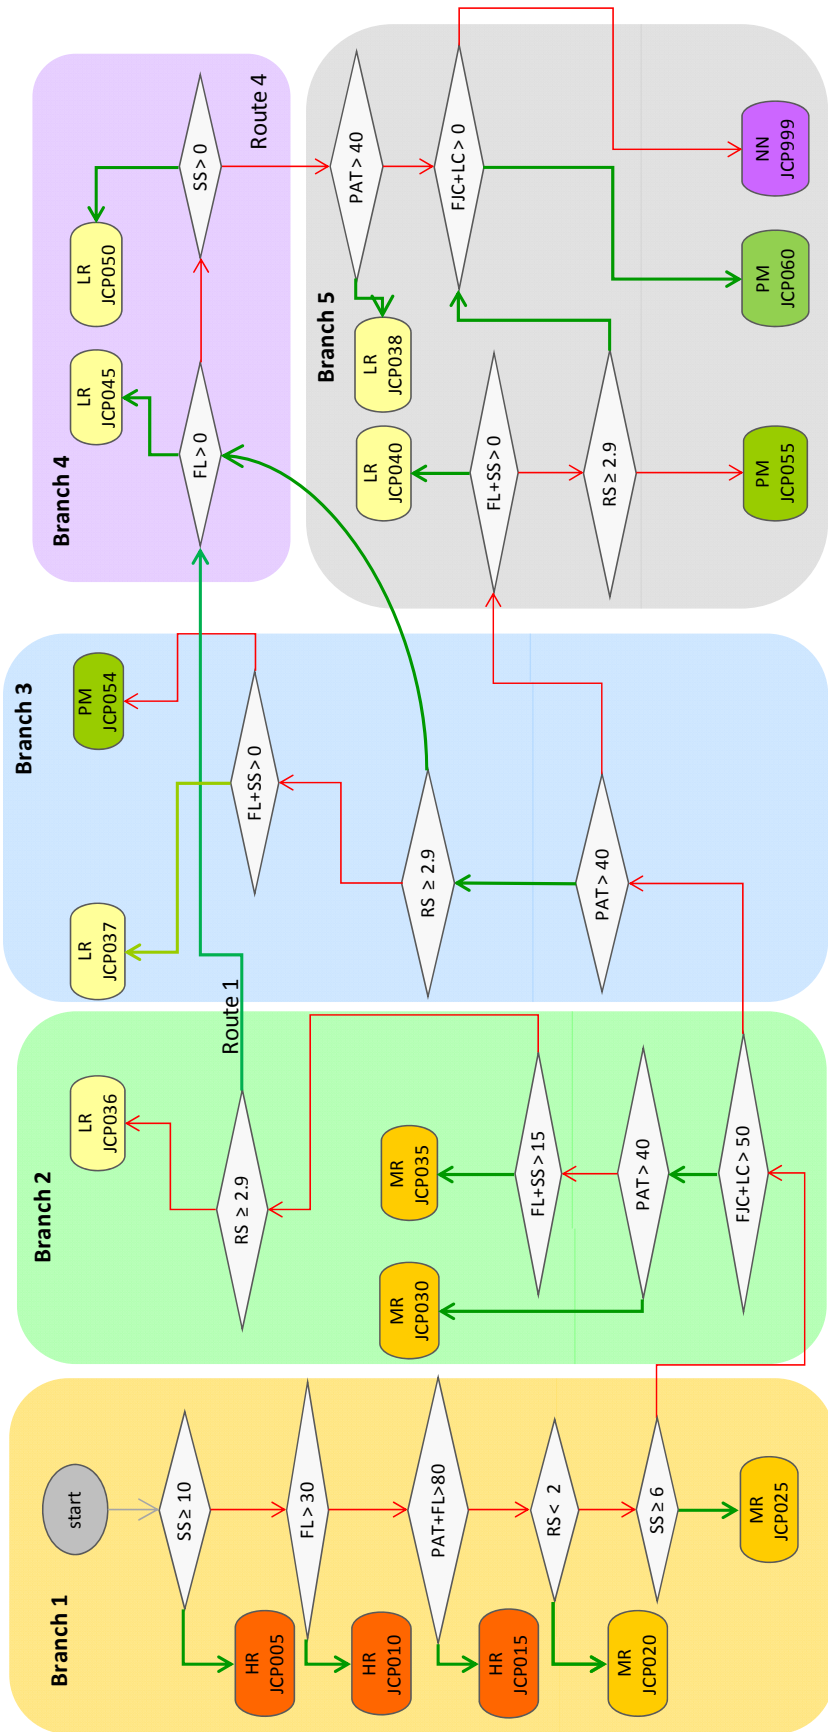 Branch 1
start
SS ≥ 10
HR
JCP005
FL > 30
HR
JCP010
PAT+FL>80
HR
JCP015
RS < 2
MR
JCP020
SS ≥ 6
MR
JCP025
Branch 2
FJC+LC > 50
PAT > 40
MR
JCP030
FL+SS > 15
MR
JCP035
RS ≥ 2.9
LR
JCP036
Route 1
Branch 3
PAT > 40
RS ≥ 2.9
FL+SS > 0
LR
JCP037
PM
JCP054
Branch 4
FL > 0
LR
JCP045
SS > 0
LR
JCP050
Route 4
Branch 5
PAT > 40
LR
JCP038
FL+SS > 0
LR
JCP040
RS ≥ 2.9
PM
JCP055
FJC+LC > 0
PM
JCP060
NN
JCP999